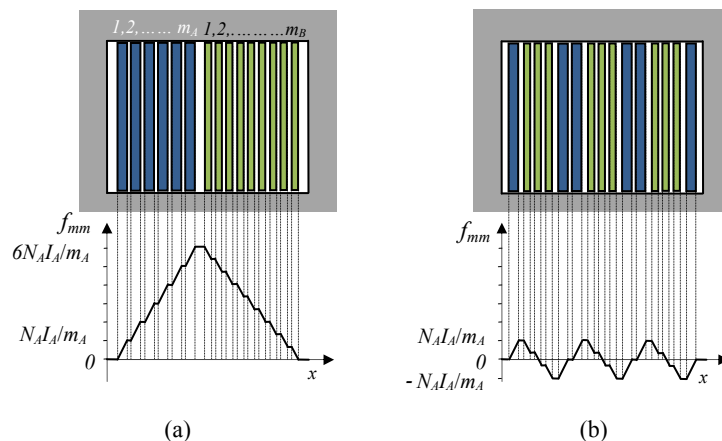 1,2,…… mA 1,2,………mB
fmm
6NAIA/mA
NAIA/mA
0
x
(a)
fmm
NAIA/mA
0
- NAIA/mA
x
(b)